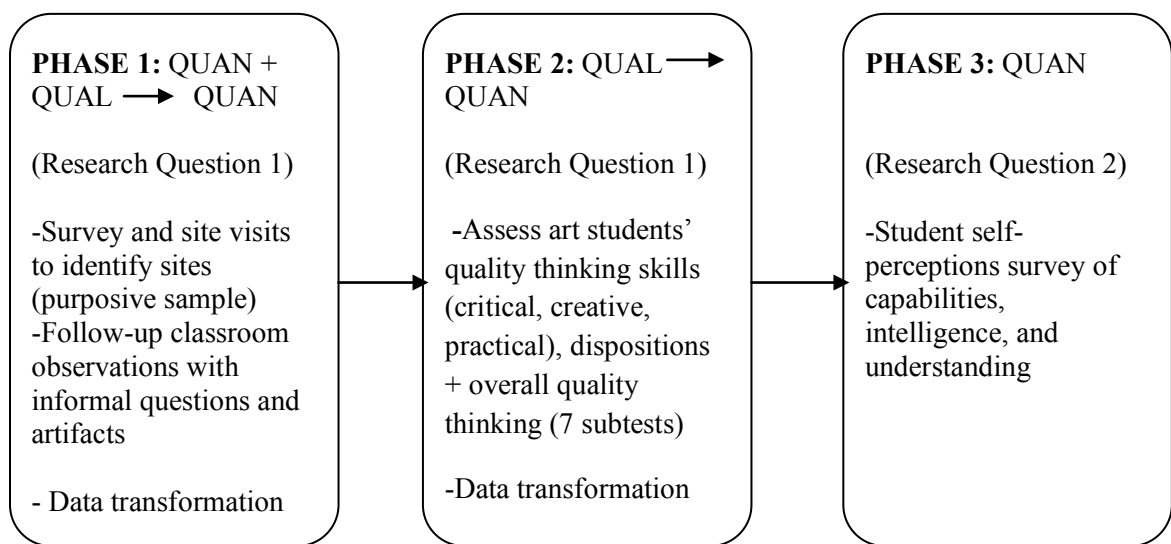 PHASE 1: QUAN +
QUAL → QUAN
(Research Question 1)
-Survey and site visits
to identify sites
(purposive sample)
-Follow-up classroom
observations with
informal questions and
artifacts
- Data transformation
PHASE 2: QUAL →
QUAN
(Research Question 1)
-Assess art students’
quality thinking skills
(critical, creative,
practical), dispositions
+ overall quality
thinking (7 subtests)
-Data transformation
PHASE 3: QUAN
(Research Question 2)
-Student self-
perceptions survey of
capabilities,
intelligence, and
understanding